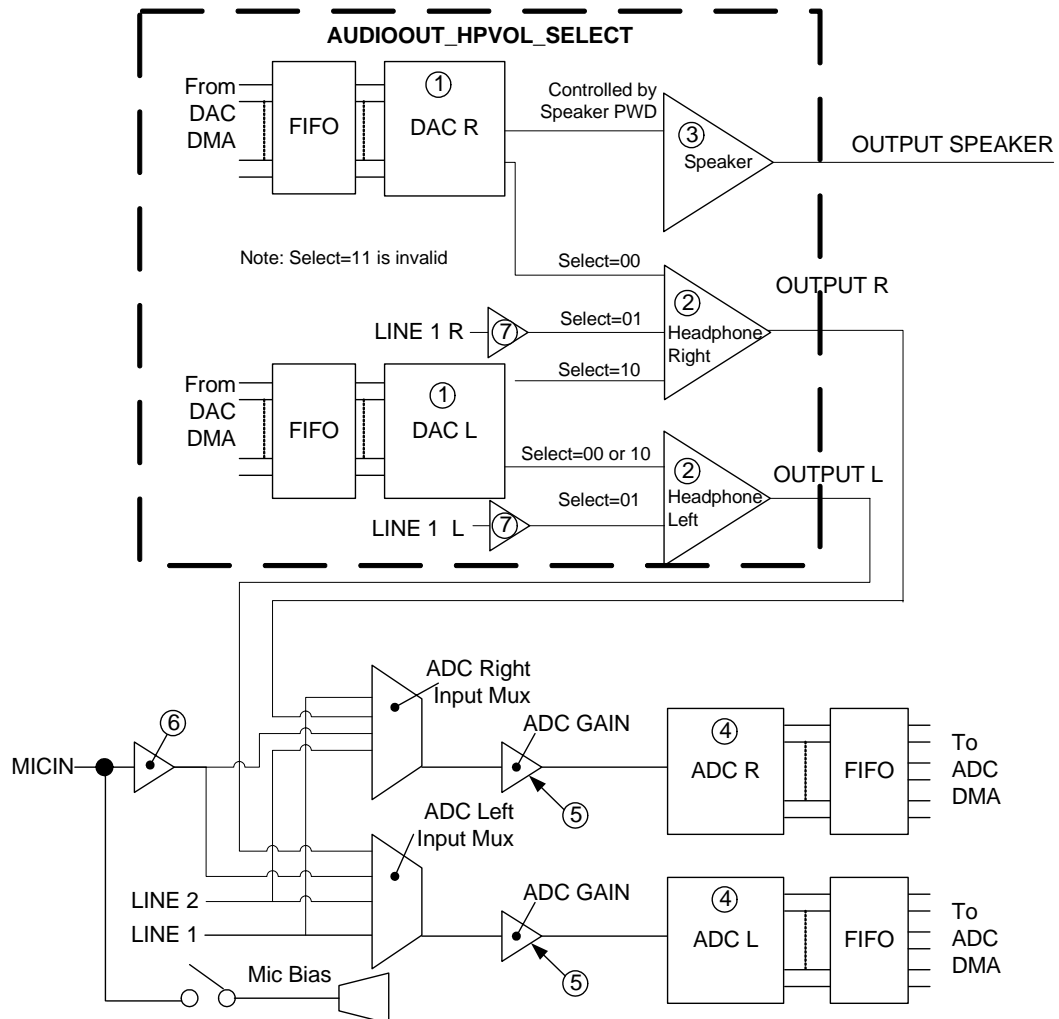 AUDIOOUT_HPVOL_SELECT
From
DAC
DMA
FIFO
1
DAC R
Controlled by
Speaker PWD
3
Speaker
OUTPUT SPEAKER
Note: Select=11 is invalid
Select=00
OUTPUT R
LINE 1 R
7
Select=01
2
Headphone
Right
Select=10
From
DAC
DMA
FIFO
1
DAC L
Select=00 or 10
OUTPUT L
2
Headphone
Left
Select=01
LINE 1 L
7
ADC Right
Input Mux
6
MICIN
ADC GAIN
5
4
ADC R
FIFO
To
ADC
DMA
ADC Left
Input Mux
LINE 2
LINE 1
ADC GAIN
5
4
ADC L
FIFO
To
ADC
DMA
Mic Bias